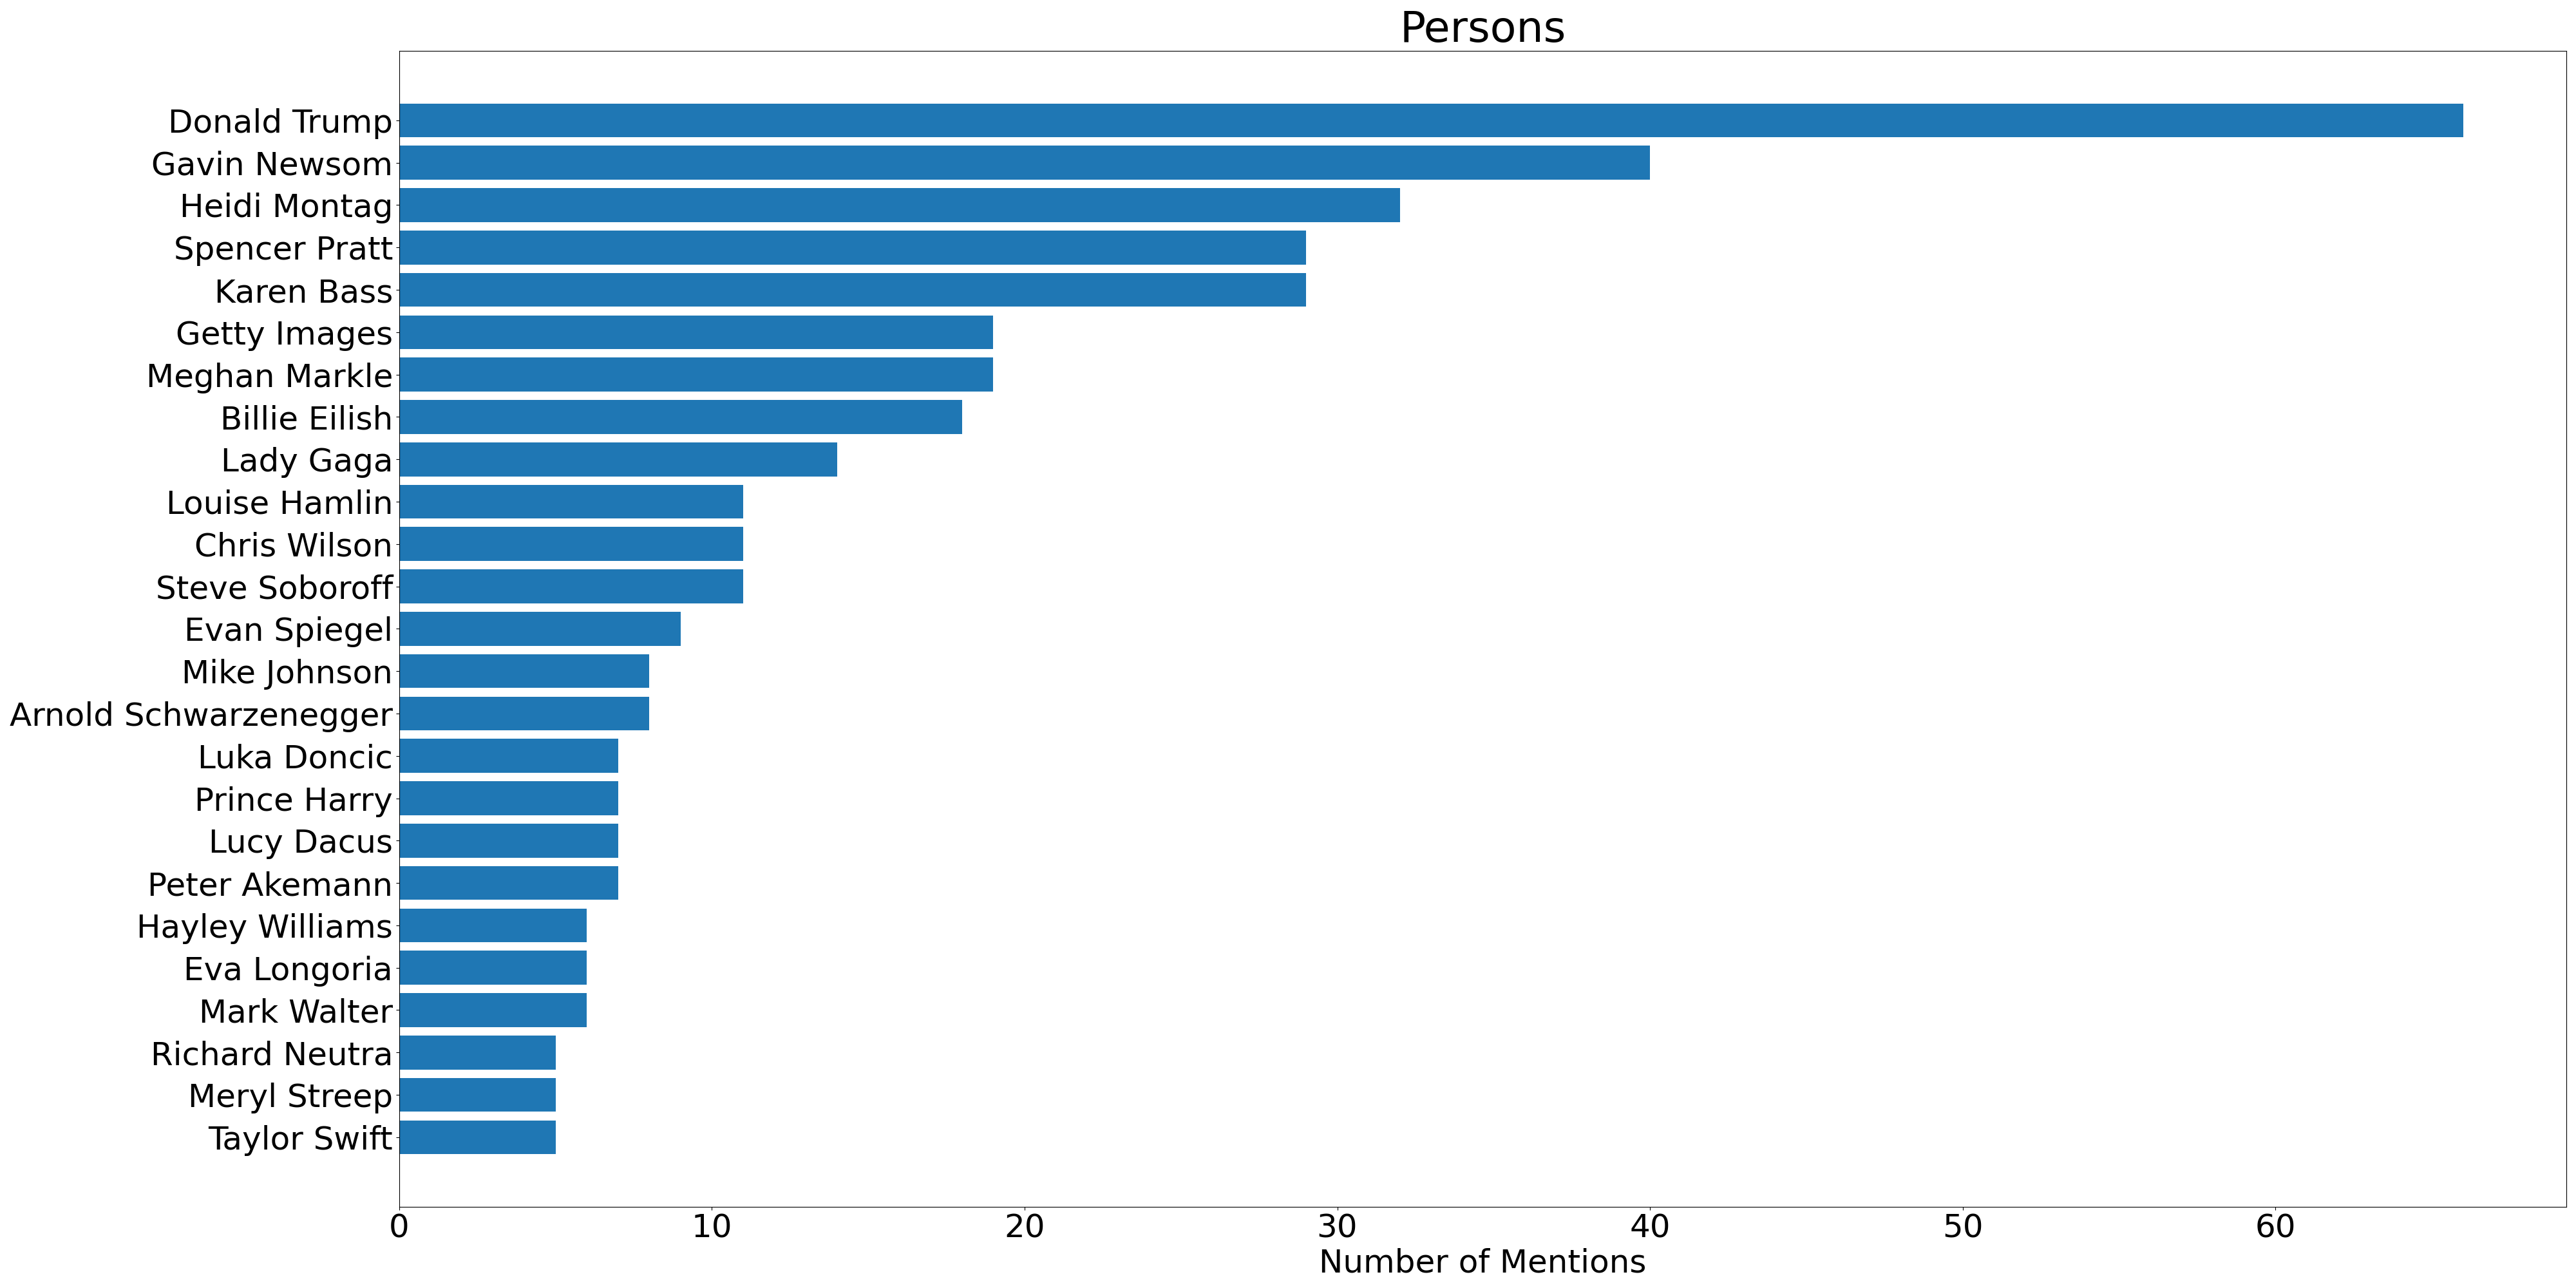 Persons
Donald Trump
Gavin Newsom
Heidi Montag
Spencer Pratt
Karen Bass
Getty Images
Meghan Markle
Billie Eilish
Lady Gaga
Louise Hamlin
Chris Wilson
Steve Soboroff
Evan Spiegel
Mike Johnson
Arnold Schwarzenegger
Luka Doncic
Prince Harry
Lucy Dacus
Peter Akemann
Hayley Williams
Eva Longoria
Mark Walter
Richard Neutra
Meryl Streep
Taylor Swift
0 10 20 30 40 50 60
Number of Mentions